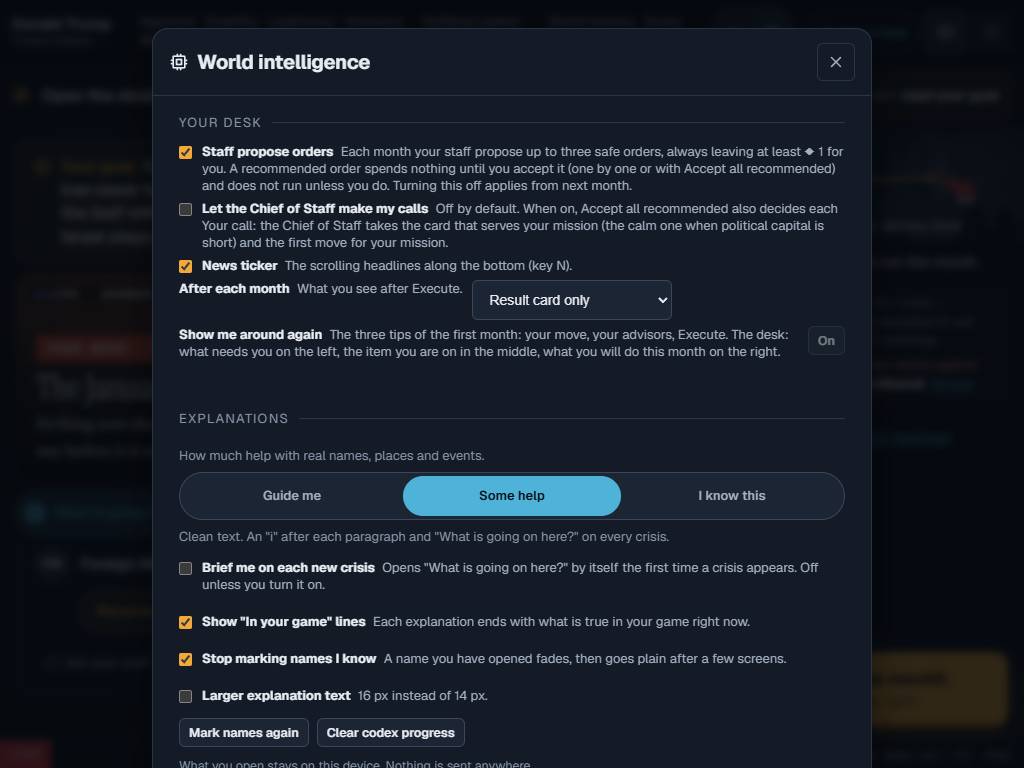 World intelligence
YOUR DESK
Staff propose orders Each month your staff propose up to three safe orders, always leaving at least ◆ 1 for
you. A recommended order spends nothing until you accept it (one by one or with Accept all recommended)
and does not run unless you do. Turning this off applies from next month.
Let the Chief of Staff make my calls Off by default. When on, Accept all recommended also decides each
Your call: the Chief of Staff takes the card that serves your mission (the calm one when political capital is
short) and the first move for your mission.
News ticker The scrolling headlines along the bottom (key N).
After each month What you see after Execute. Result card only
Show me around again The three tips of the first month: your move, your advisors, Execute. The desk:
what needs you on the left, the item you are on in the middle, what you will do this month on the right.
On
EXPLANATIONS
How much help with real names, places and events.
Guide me Some help I know this
Clean text. An "i" after each paragraph and "What is going on here?" on every crisis.
Brief me on each new crisis Opens "What is going on here?" by itself the first time a crisis appears. Off
unless you turn it on.
Show "In your game" lines Each explanation ends with what is true in your game right now.
Stop marking names I know A name you have opened fades, then goes plain after a few screens.
Larger explanation text 16 px instead of 14 px.
Mark names again Clear codex progress
What you open stays on this device. Nothing is sent anywhere.